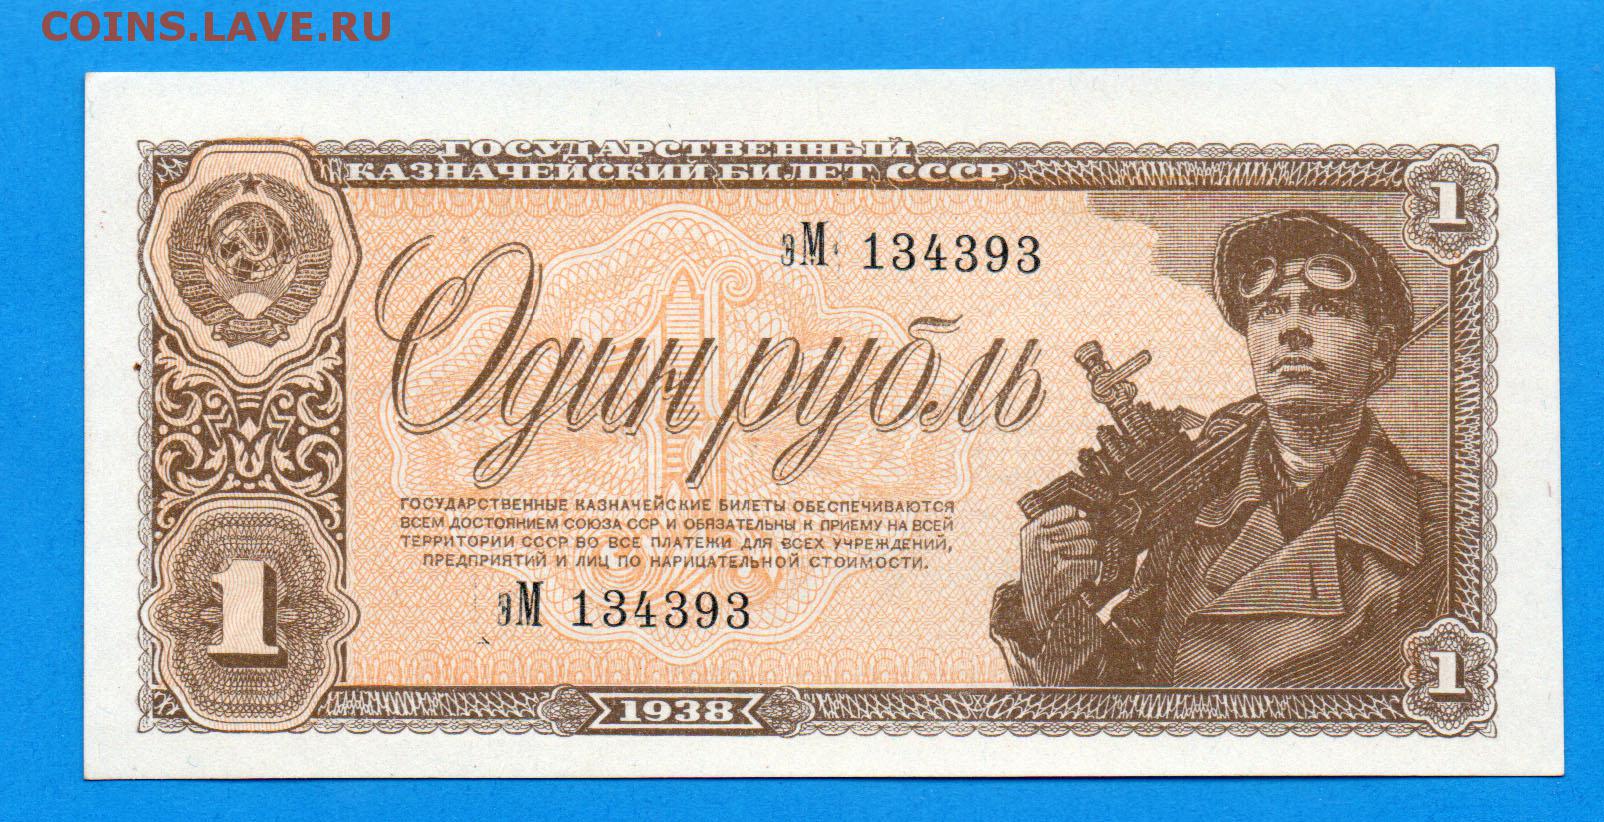 COINS.LAVE.RU
ГОСУДАРСТВЕННЫЙ
КАЗНАЧЕЙСКИЙ БИЛЕТ СССР
1
эМ 134393
Один рубль
ГОСУДАРСТВЕННЫЕ КАЗНАЧЕЙСКИЕ БИЛЕТЫ ОБЕСПЕЧИВАЮТСЯ
ВСЕМ ДОСТОЯНИЕМ СОЮЗА ССР И ОБЯЗАТЕЛЬНЫ К ПРИЕМУ НА ВСЕЙ
ТЕРРИТОРИИ СССР ВО ВСЕ ПЛАТЕЖИ ДЛЯ ВСЕХ УЧРЕЖДЕНИЙ,
ПРЕДПРИЯТИЙ И ЛИЦ ПО НАРИЦАТЕЛЬНОЙ СТОИМОСТИ.
1
эМ 134393
1
1
1938